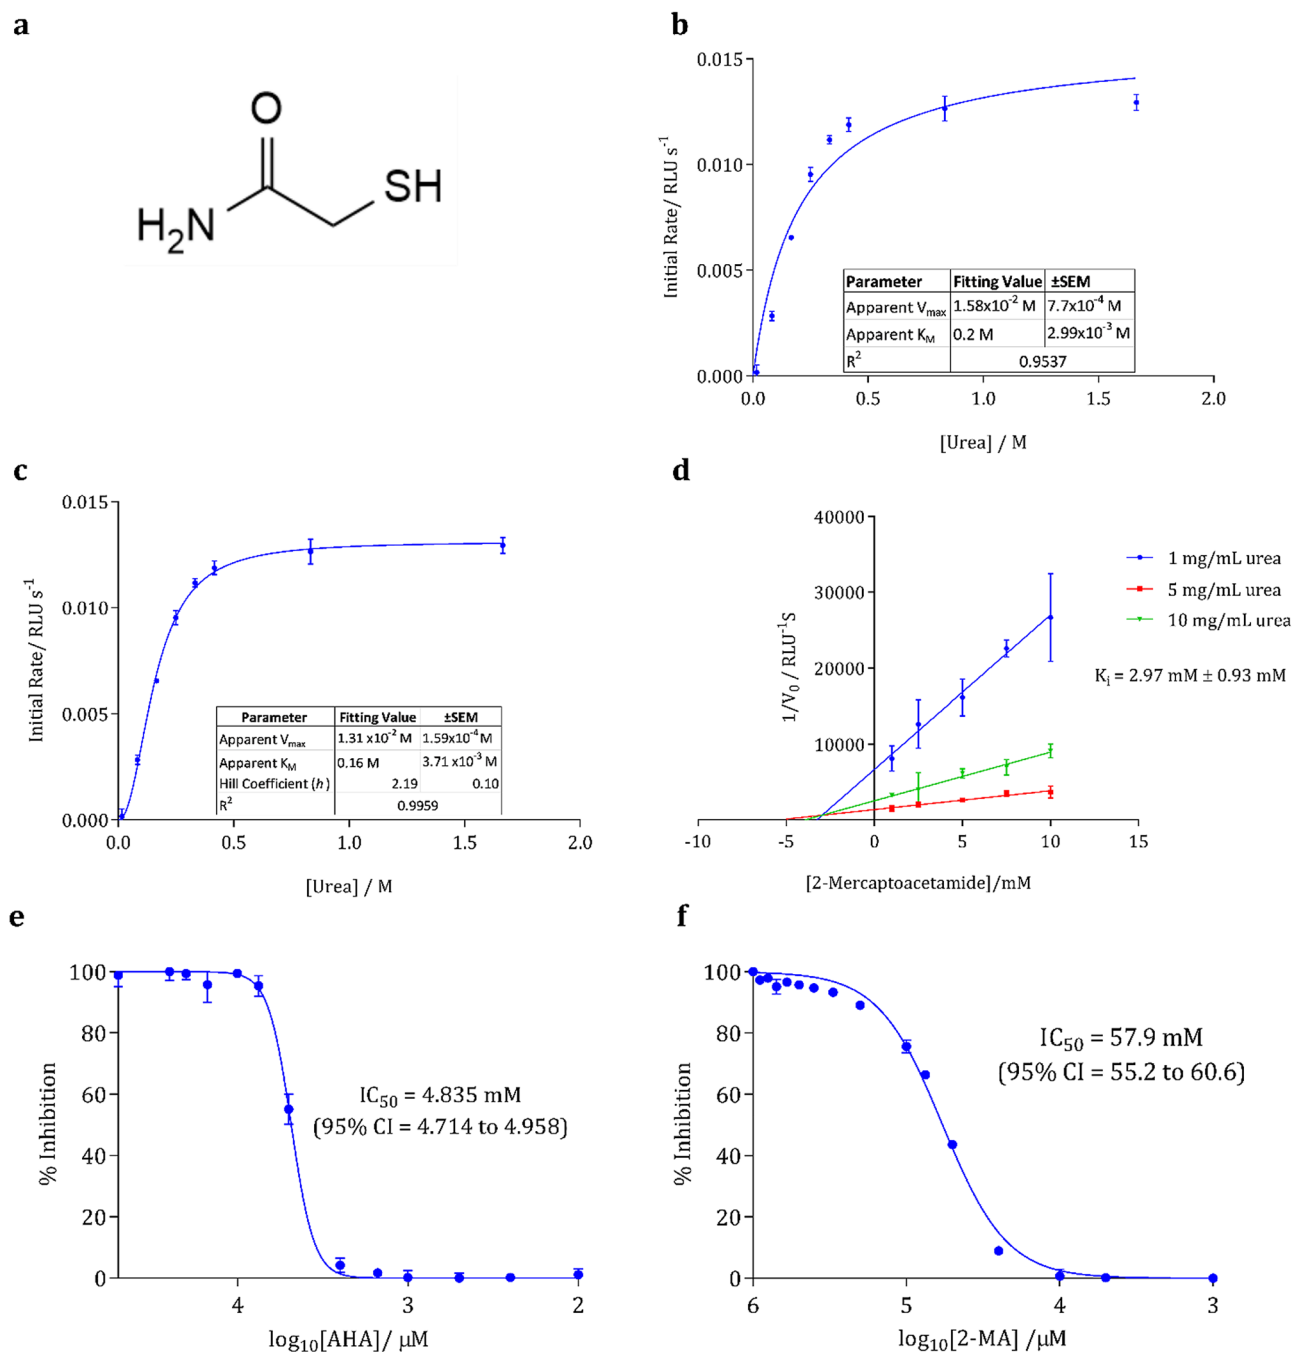 a
O
H₂N
SH
b
0.015
0.010
0.005
0.000
Initial Rate/ RLU s⁻¹
Parameter Fitting Value ±SEM
Apparent Vmax 1.58x10⁻² M 7.7x10⁻⁴ M
Apparent KM 0.2 M 2.99x10⁻³ M
R² 0.9537
0.0 0.5 1.0 1.5 2.0
[Urea] / M
c
0.015
0.010
0.005
0.000
Initial Rate/ RLU s⁻¹
Parameter Fitting Value ±SEM
Apparent Vmax 1.31 x10⁻² M 1.59x10⁻⁴ M
Apparent KM 0.16 M 3.71 x10⁻³ M
Hill Coefficient (h) 2.19 0.10
R² 0.9959
0.0 0.5 1.0 1.5 2.0
[Urea] / M
d
40000
30000
20000
10000
1/V₀ / RLU⁻¹S
1 mg/mL urea
5 mg/mL urea
10 mg/mL urea
Ki = 2.97 mM ± 0.93 mM
-10 -5 0 5 10 15
[2-Mercaptoacetamide]/mM
e
100
80
60
40
20
0
% Inhibition
IC₅₀ = 4.835 mM
(95% CI = 4.714 to 4.958)
4 3 2
log₁₀[AHA]/ μM
f
100
80
60
40
20
0
% Inhibition
IC₅₀ = 57.9 mM
(95% CI = 55.2 to 60.6)
6 5 4 3
log₁₀[2-MA] /μM